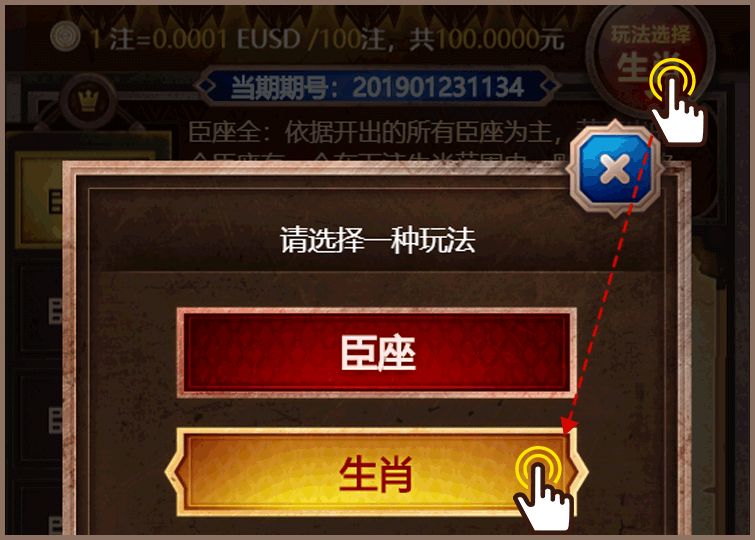 1 注=0.0001 EUSD /100注，共100.0000元
玩法选择
生肖
当期期号：201901231134
臣座全：依据开出的所有臣座为主，
请选择一种玩法
臣座
生肖